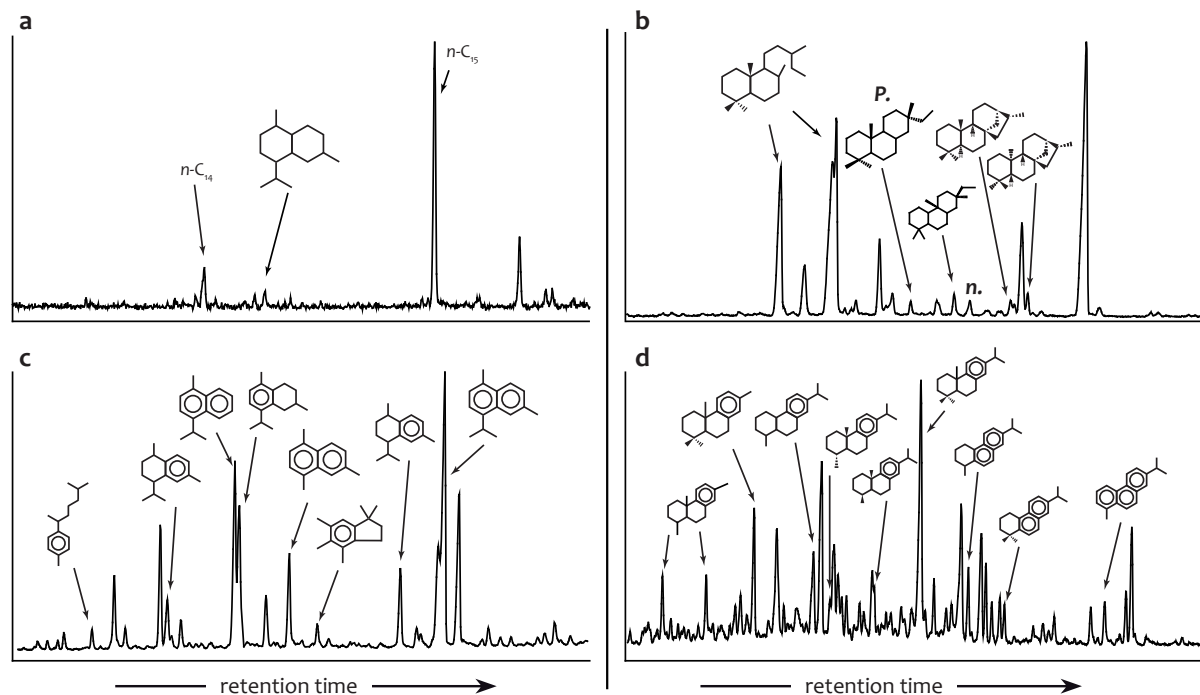 a
n-C₁₅
n-C₁₄
b
P.
n.
H
H
H
H
c
d
retention time
retention time